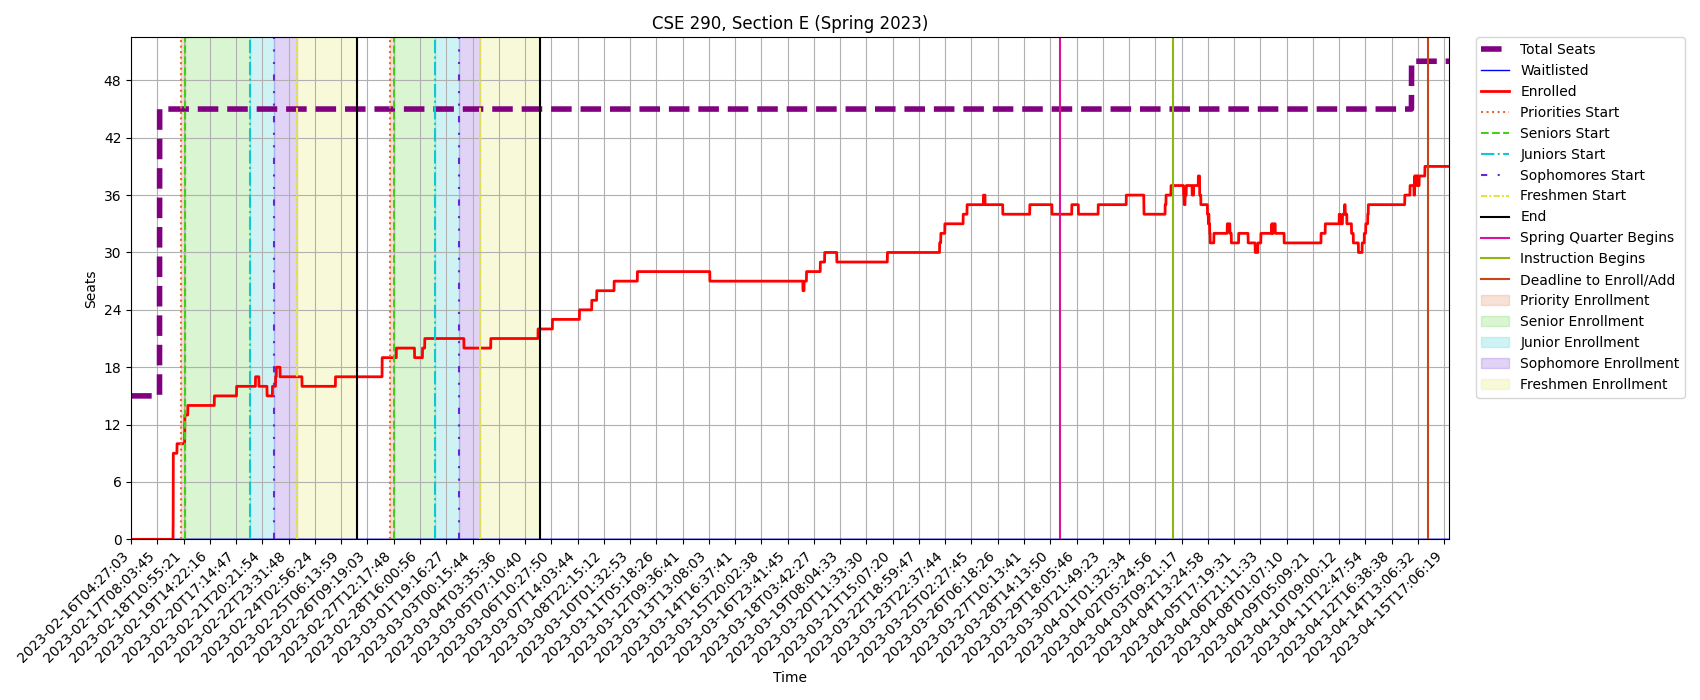 CSE 290, Section E (Spring 2023)
Seats
48
42
36
30
24
18
12
6
0
2023-02-16T04:27:03
2023-02-17T08:03:45
2023-02-18T10:55:21
2023-02-19T14:22:16
2023-02-20T17:14:47
2023-02-21T20:21:54
2023-02-22T23:31:48
2023-02-24T02:56:24
2023-02-25T06:13:59
2023-02-26T09:19:03
2023-02-27T12:17:48
2023-02-28T16:00:56
2023-03-01T19:16:27
2023-03-04T00:15:44
2023-03-04T03:35:36
2023-03-05T07:10:40
2023-03-06T10:27:50
2023-03-07T14:03:44
2023-03-08T22:15:12
2023-03-10T01:32:53
2023-03-11T05:18:26
2023-03-12T09:36:41
2023-03-13T13:08:03
2023-03-14T16:37:41
2023-03-15T20:02:38
2023-03-16T23:41:45
2023-03-18T03:42:27
2023-03-19T08:04:33
2023-03-20T11:33:30
2023-03-21T15:07:20
2023-03-22T18:59:47
2023-03-23T22:37:44
2023-03-25T02:27:45
2023-03-26T06:18:26
2023-03-27T10:13:41
2023-03-28T14:13:50
2023-03-29T18:05:46
2023-03-30T21:49:23
2023-04-01T01:32:34
2023-04-02T05:24:56
2023-04-03T09:21:17
2023-04-04T13:24:58
2023-04-05T17:19:31
2023-04-06T21:11:33
2023-04-08T01:07:10
2023-04-09T05:09:21
2023-04-10T09:00:12
2023-04-11T12:47:54
2023-04-12T16:38:38
2023-04-14T13:06:32
2023-04-15T17:06:19
Time
Total Seats
Waitlisted
Enrolled
Priorities Start
Seniors Start
Juniors Start
Sophomores Start
Freshmen Start
End
Spring Quarter Begins
Instruction Begins
Deadline to Enroll/Add
Priority Enrollment
Senior Enrollment
Junior Enrollment
Sophomore Enrollment
Freshmen Enrollment